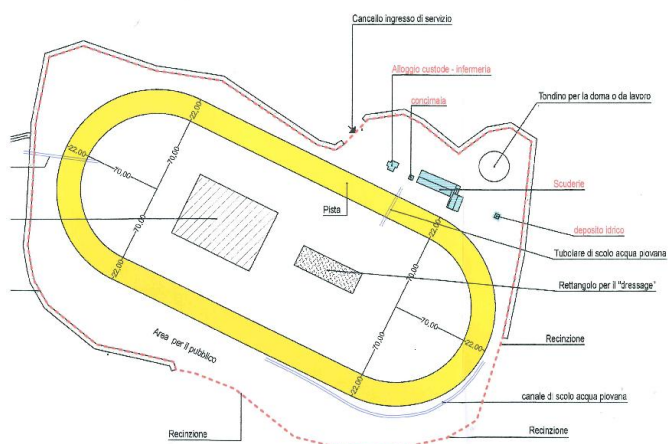 Cancello ingresso di servizio
Alloggio custode - infermeria
concimaia
Tondino per la doma o da lavoro
22,00
22,00
70,00
70,00
70,00
Pista
Scuderie
deposito idrico
22,00
Tubciare di scolo acqua piovana
Rettangolo per il "dressage"
22,00
70,00
70,00
70,00
22,00
Area per il pubblico
Recinzione
22,00
canale di scolo acqua piovana
Recinzione
Recinzione